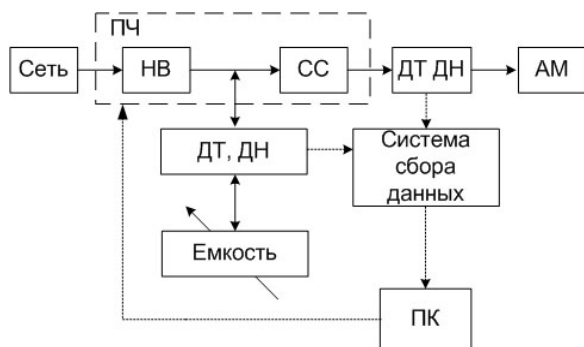 ПЧ
Сеть
НВ
СС
ДТ ДН
АМ
ДТ, ДН
Система
сбора
данных
Емкость
ПК